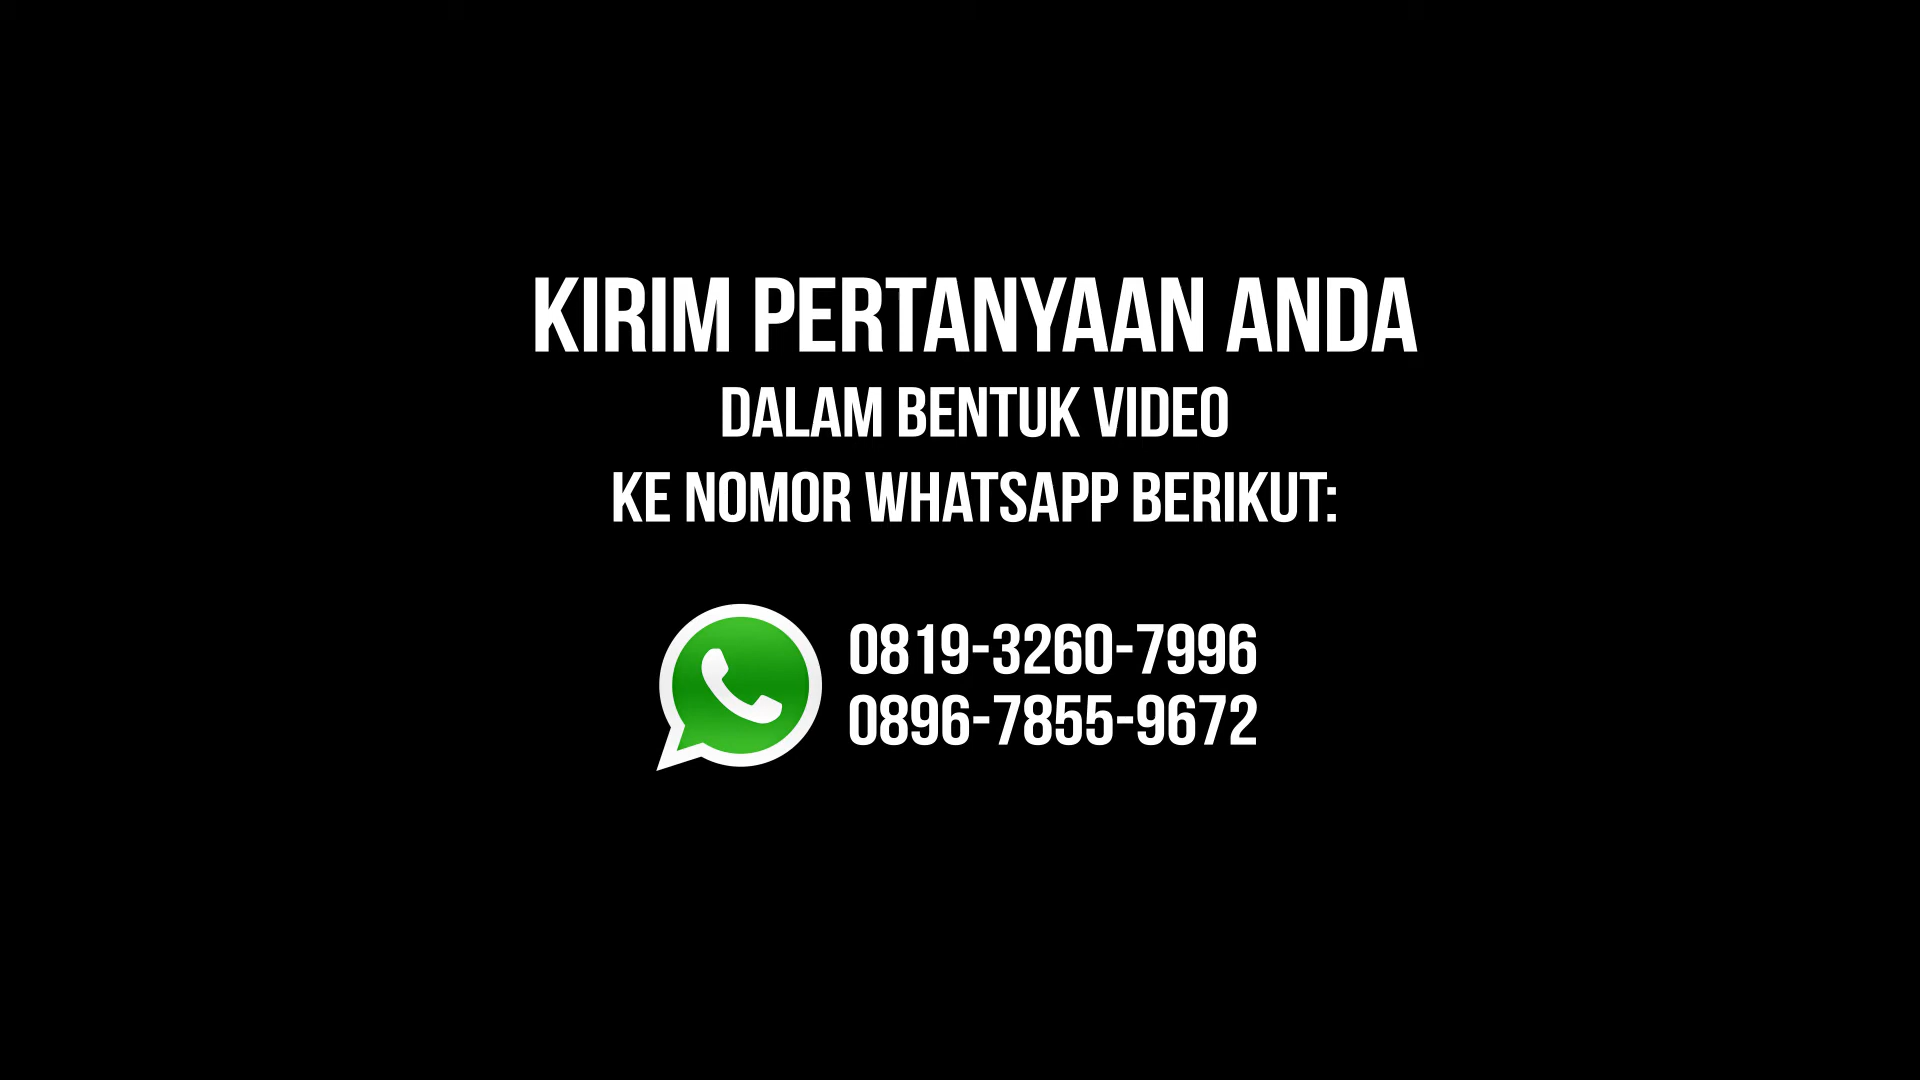 KIRIM PERTANYAAN ANDA
DALAM BENTUK VIDEO
KE NOMOR WHATSAPP BERIKUT:
0819-3260-7996
0896-7855-9672